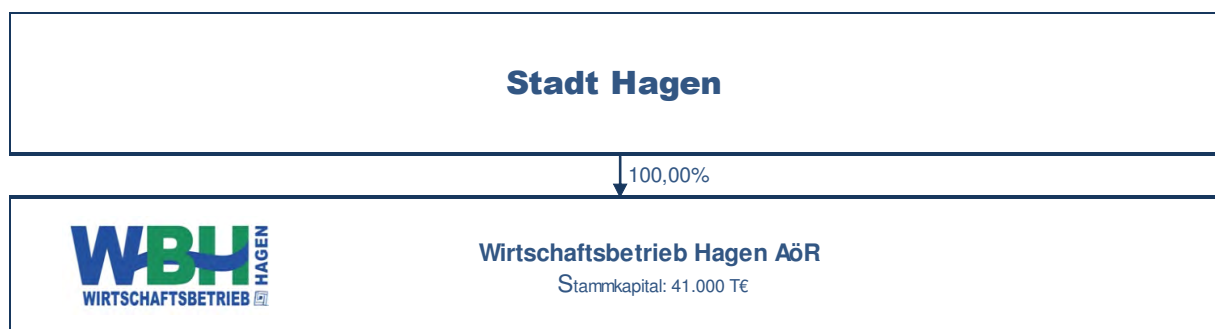 Stadt Hagen
100,00%
WBH HAGEN
WIRTSCHAFTSBETRIEB
Wirtschaftsbetrieb Hagen AöR
Stammkapital: 41.000 T€